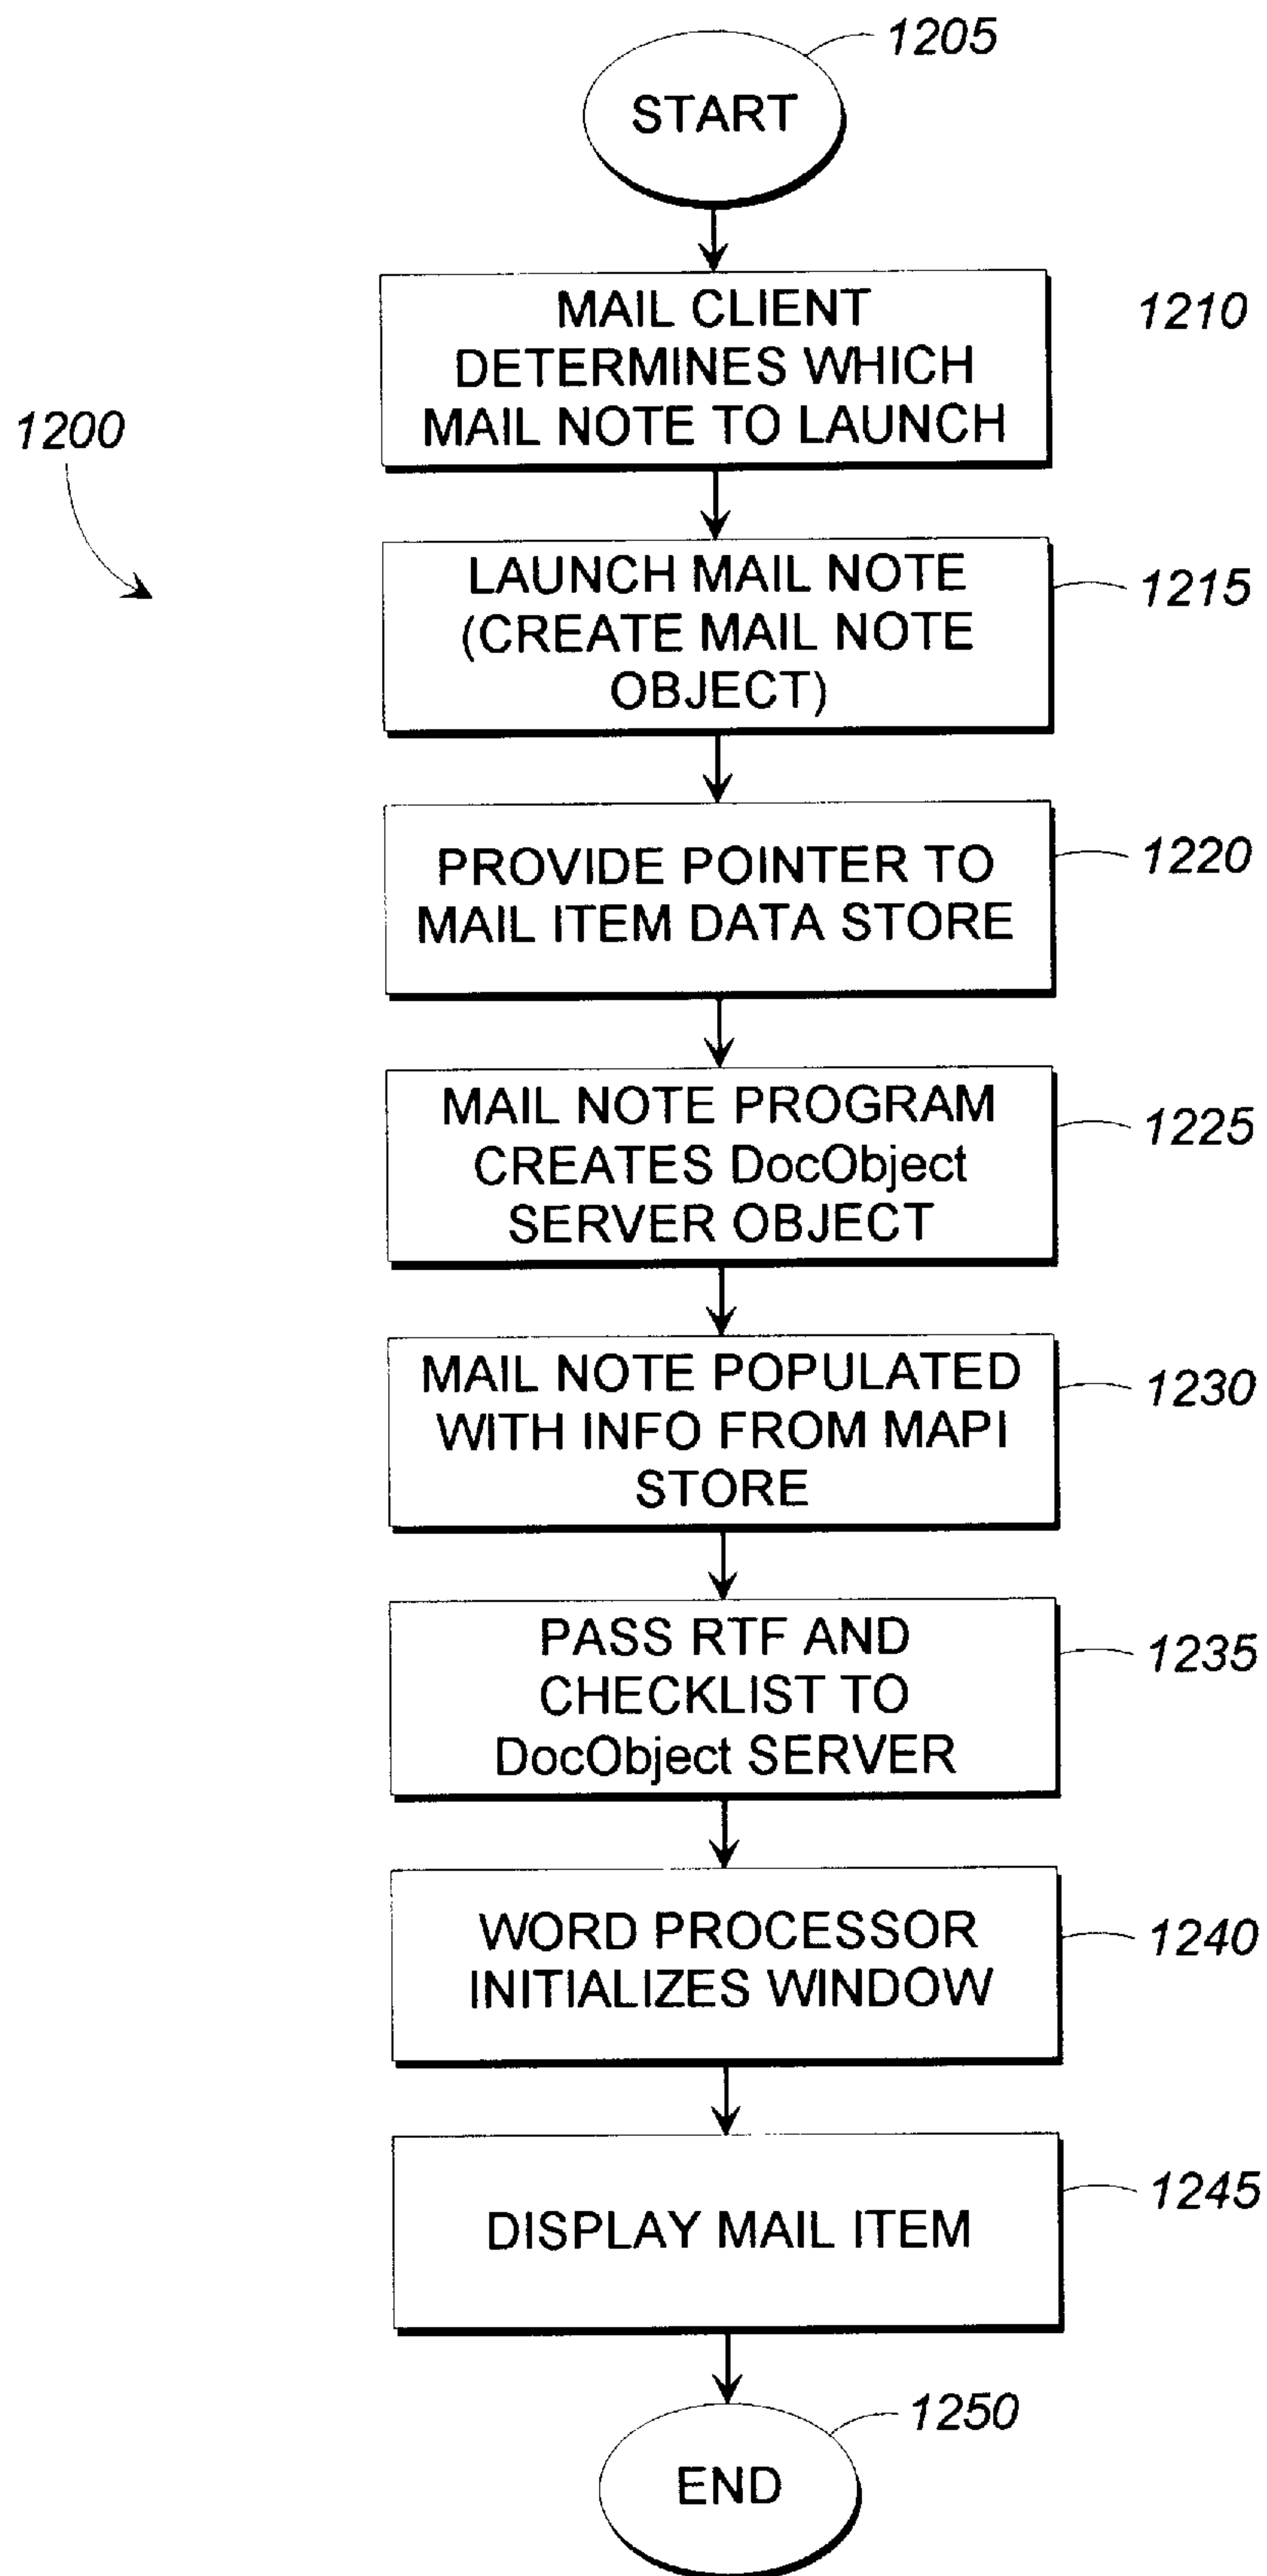 1205
START
MAIL CLIENT
DETERMINES WHICH
MAIL NOTE TO LAUNCH
1210
1200
LAUNCH MAIL NOTE
(CREATE MAIL NOTE
OBJECT)
1215
PROVIDE POINTER TO
MAIL ITEM DATA STORE
1220
MAIL NOTE PROGRAM
CREATES DocObject
SERVER OBJECT
1225
MAIL NOTE POPULATED
WITH INFO FROM MAPI
STORE
1230
PASS RTF AND
CHECKLIST TO
DocObject SERVER
1235
WORD PROCESSOR
INITIALIZES WINDOW
1240
DISPLAY MAIL ITEM
1245
1250
END